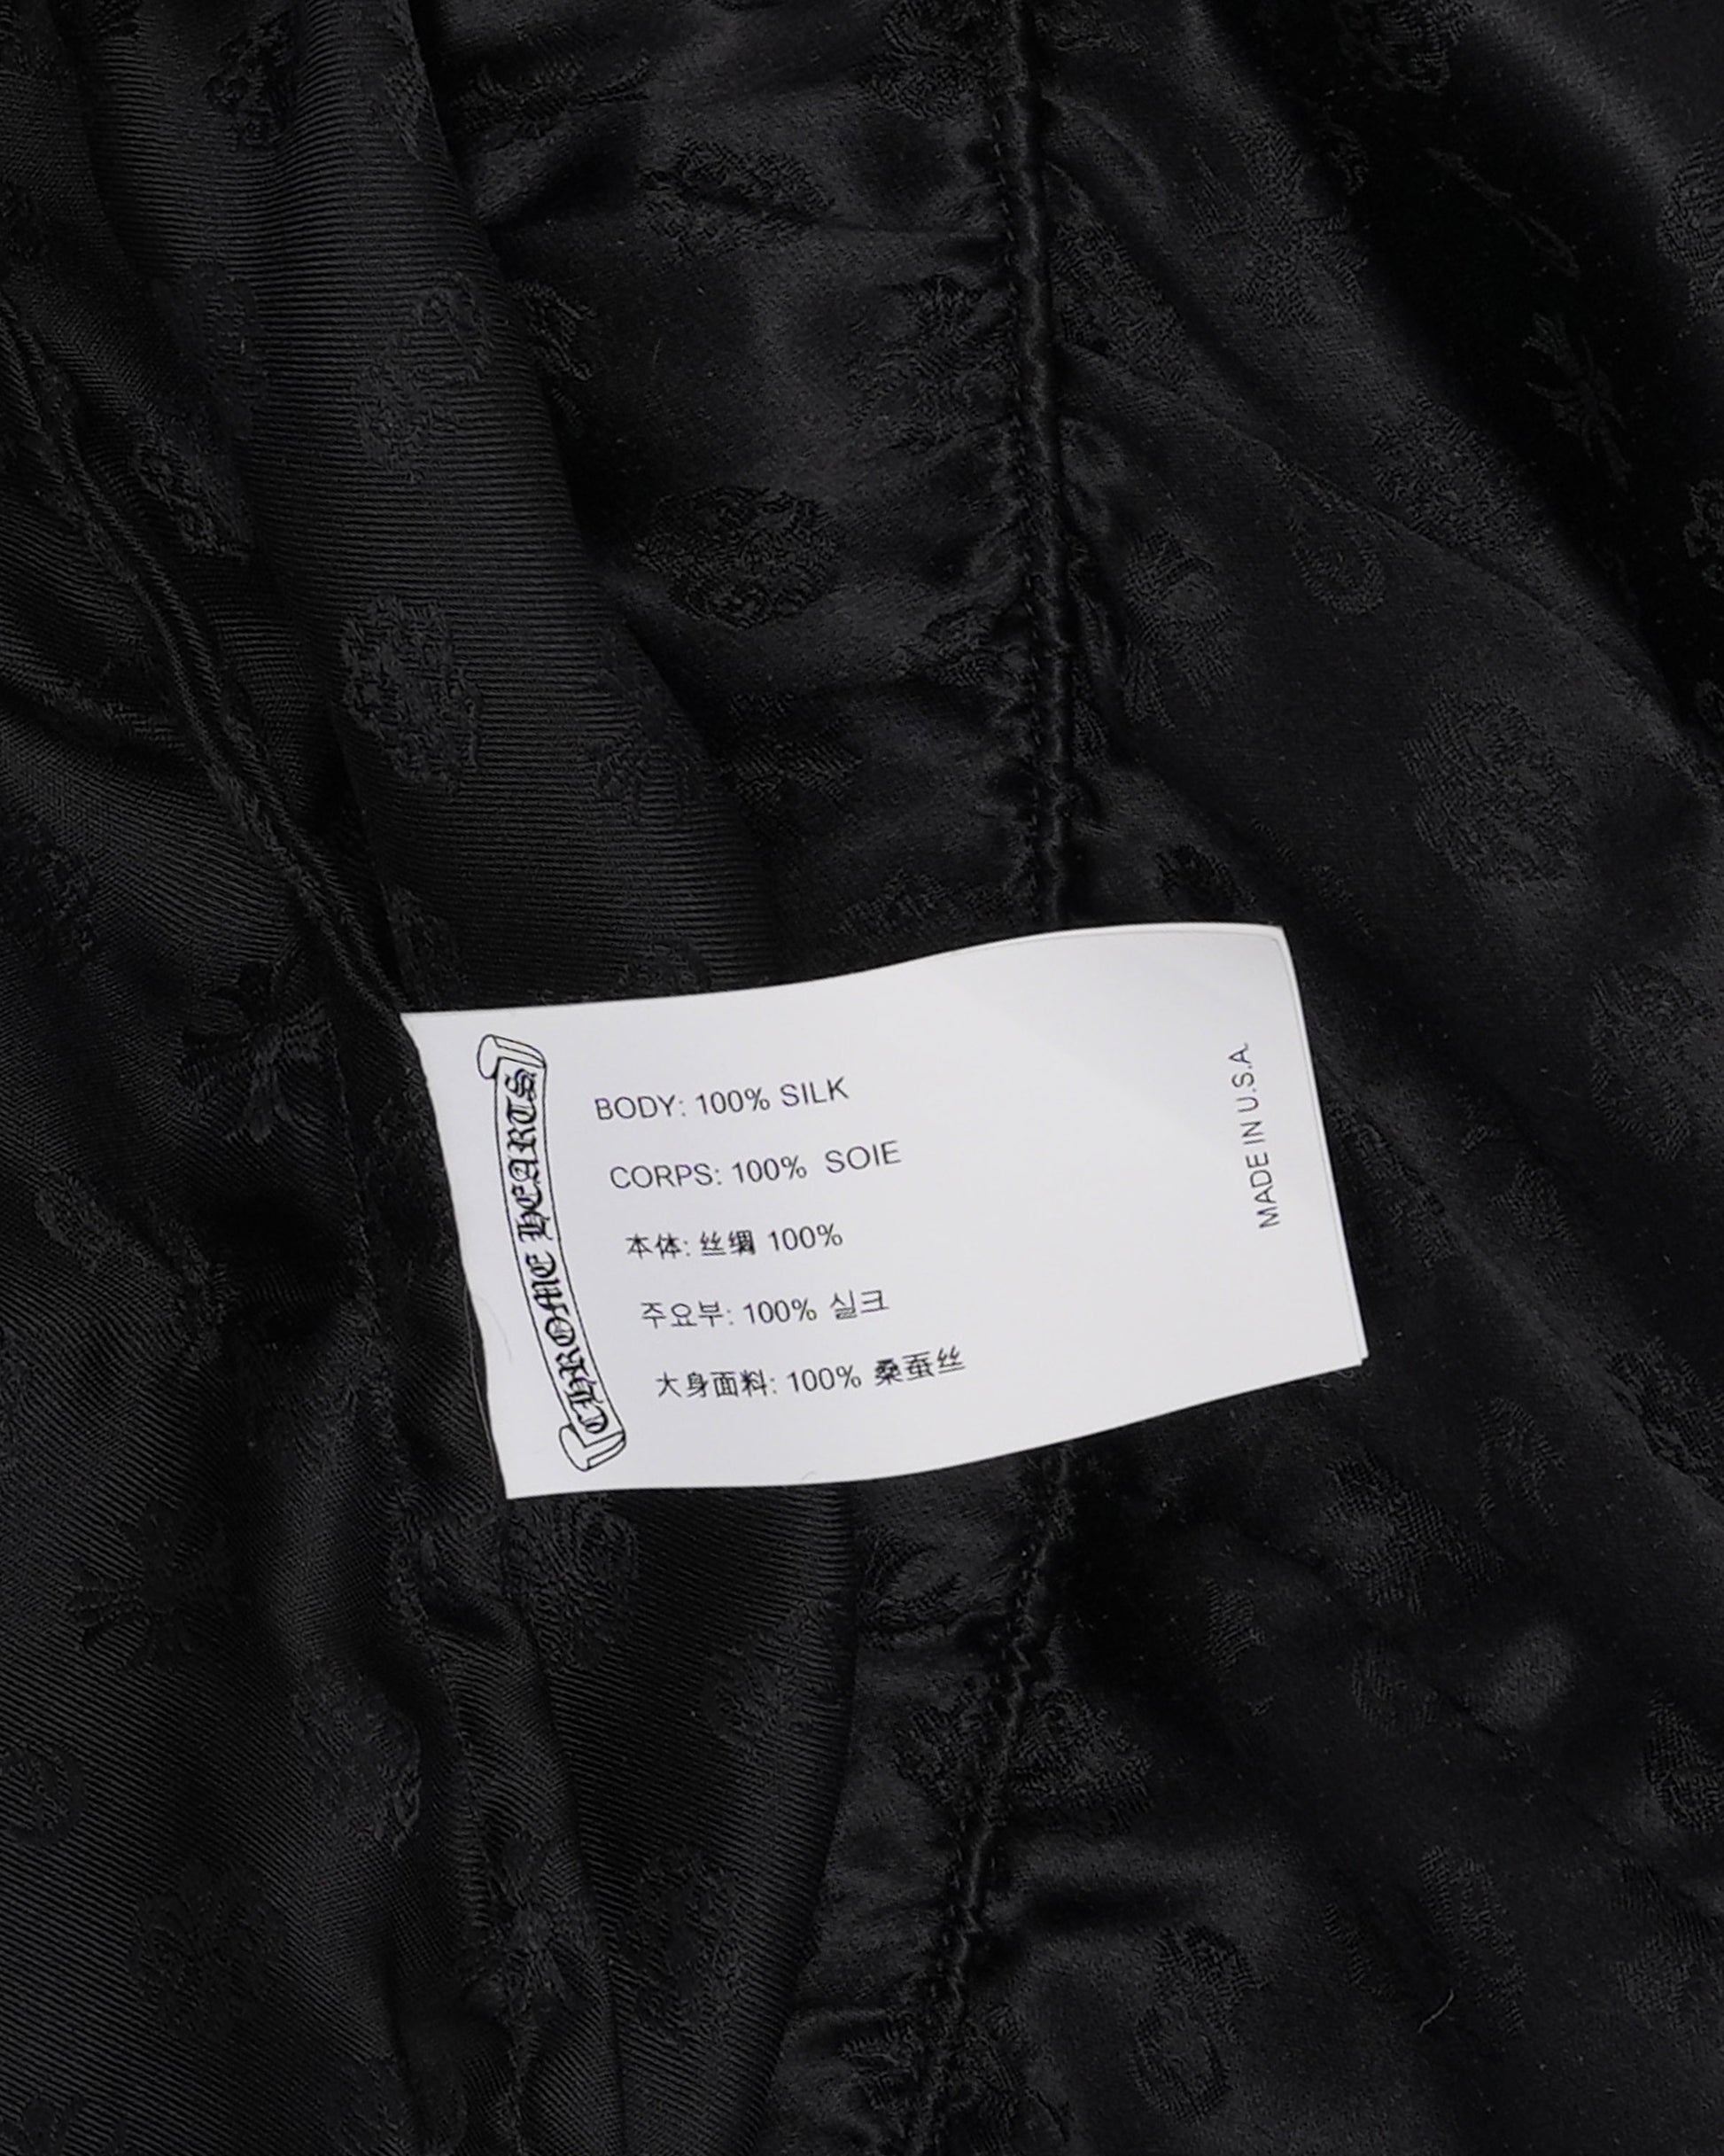 CHROME HEARTS
BODY: 100% SILK
CORPS: 100% SOIE
本体: 丝绸 100%
주요부: 100% 실크
大身面料: 100% 桑蚕丝
MADE IN U.S.A.